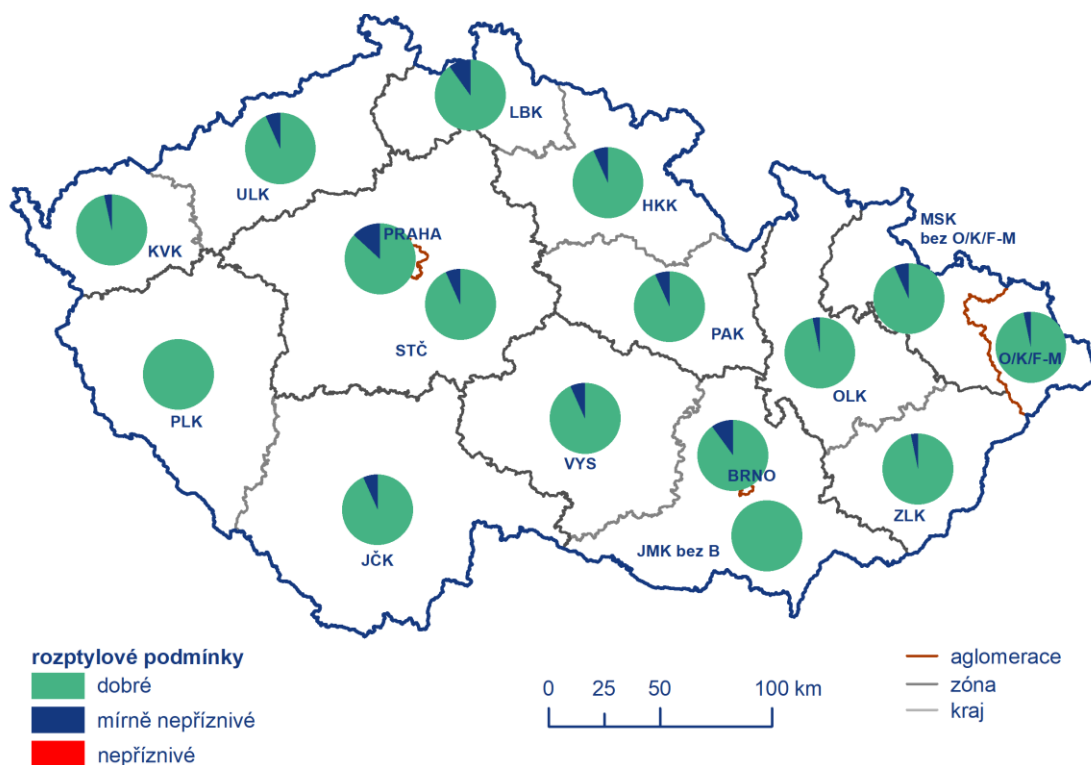 LBK
ULK
HKK
MSK
bez O/K/F-M
PRAHA
KVK
STČ
PAK
O/K/F-M
OLK
PLK
VYS
BRNO
ZLK
JČK
JMK bez B
rozptylové podmínky
dobré
mírně nepříznivé
nepříznivé
0 25 50 100 km
aglomerace
zóna
kraj